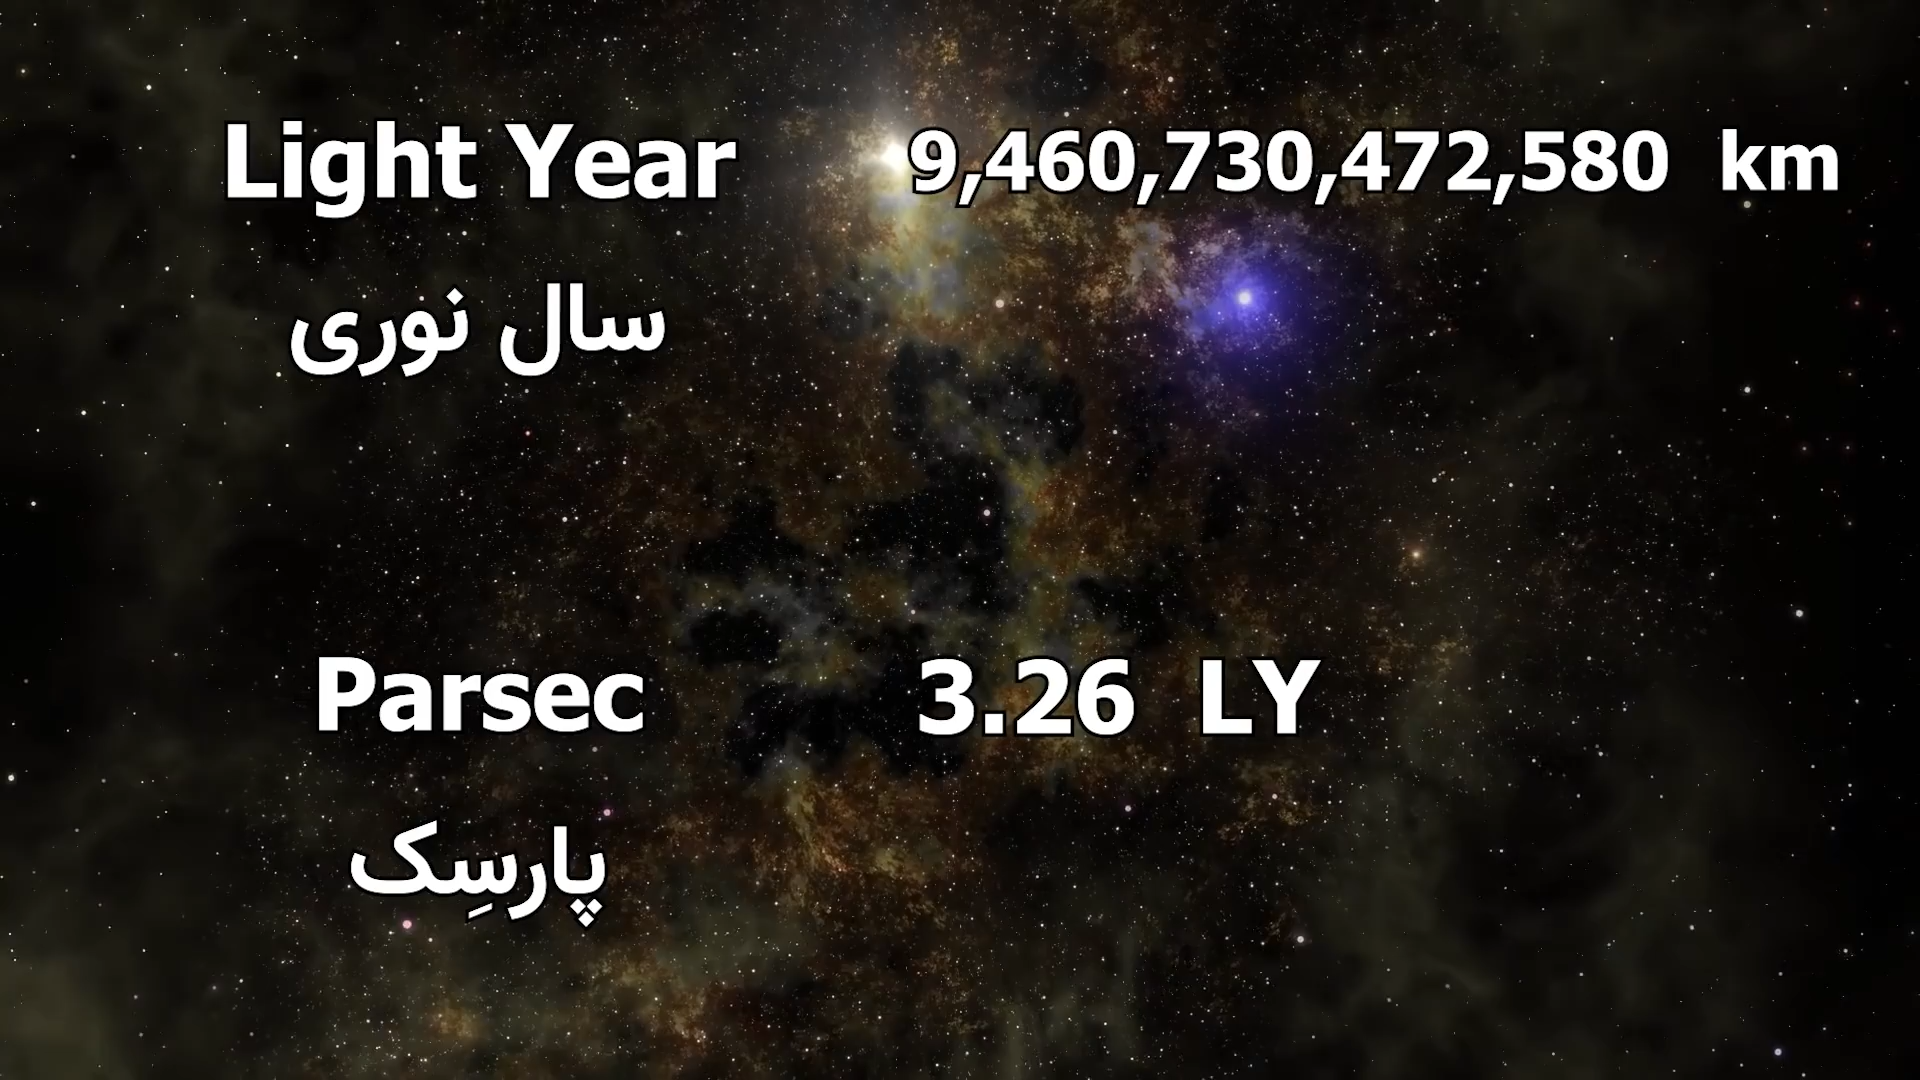 Light Year 9,460,730,472,580 km
سال نوری
Parsec 3.26 LY
پارسِک